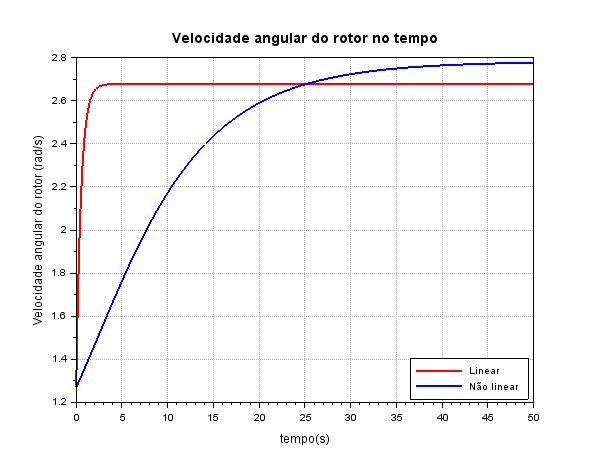 Velocidade angular do rotor no tempo
Velocidade angular do rotor (rad/s)
2.8
2.6
2.4
2.2
2
1.8
1.6
1.4
1.2
0 5 10 15 20 25 30 35 40 45 50
tempo(s)
Linear
Não linear